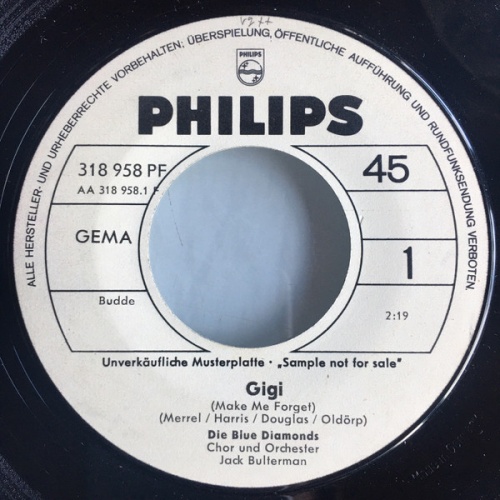 vg++
ALLE HERSTELLER- UND URHEBERRECHTE VORBEHALTEN; ÜBERSPIELUNG, ÖFFENTLICHE AUFFÜHRUNG UND RUNDFUNKSENDUNG VERBOTEN.
PHILIPS
PHILIPS
318 958 PF
AA 318 958.1 F
45
GEMA
1
Budde
2:19
Unverkäufliche Musterplatte · „Sample not for sale"
Gigi
(Make Me Forget)
(Merrel / Harris / Douglas / Oldörp)
Die Blue Diamonds
Chor und Orchester
Jack Bulterman